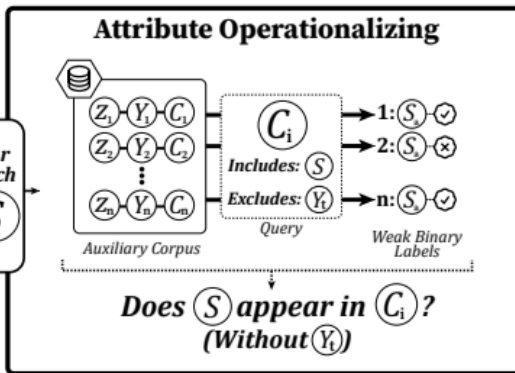 Attribute Operationalizing
Z1 Y1 C1
Z2 Y2 C2
Zn Yn Cn
Auxiliary Corpus
Ci
Includes: S
Excludes: Yt
Query
1: Sa
2: Sa
n: Sa
Weak Binary
Labels
Does S appear in Ci ?
(Without Yt)